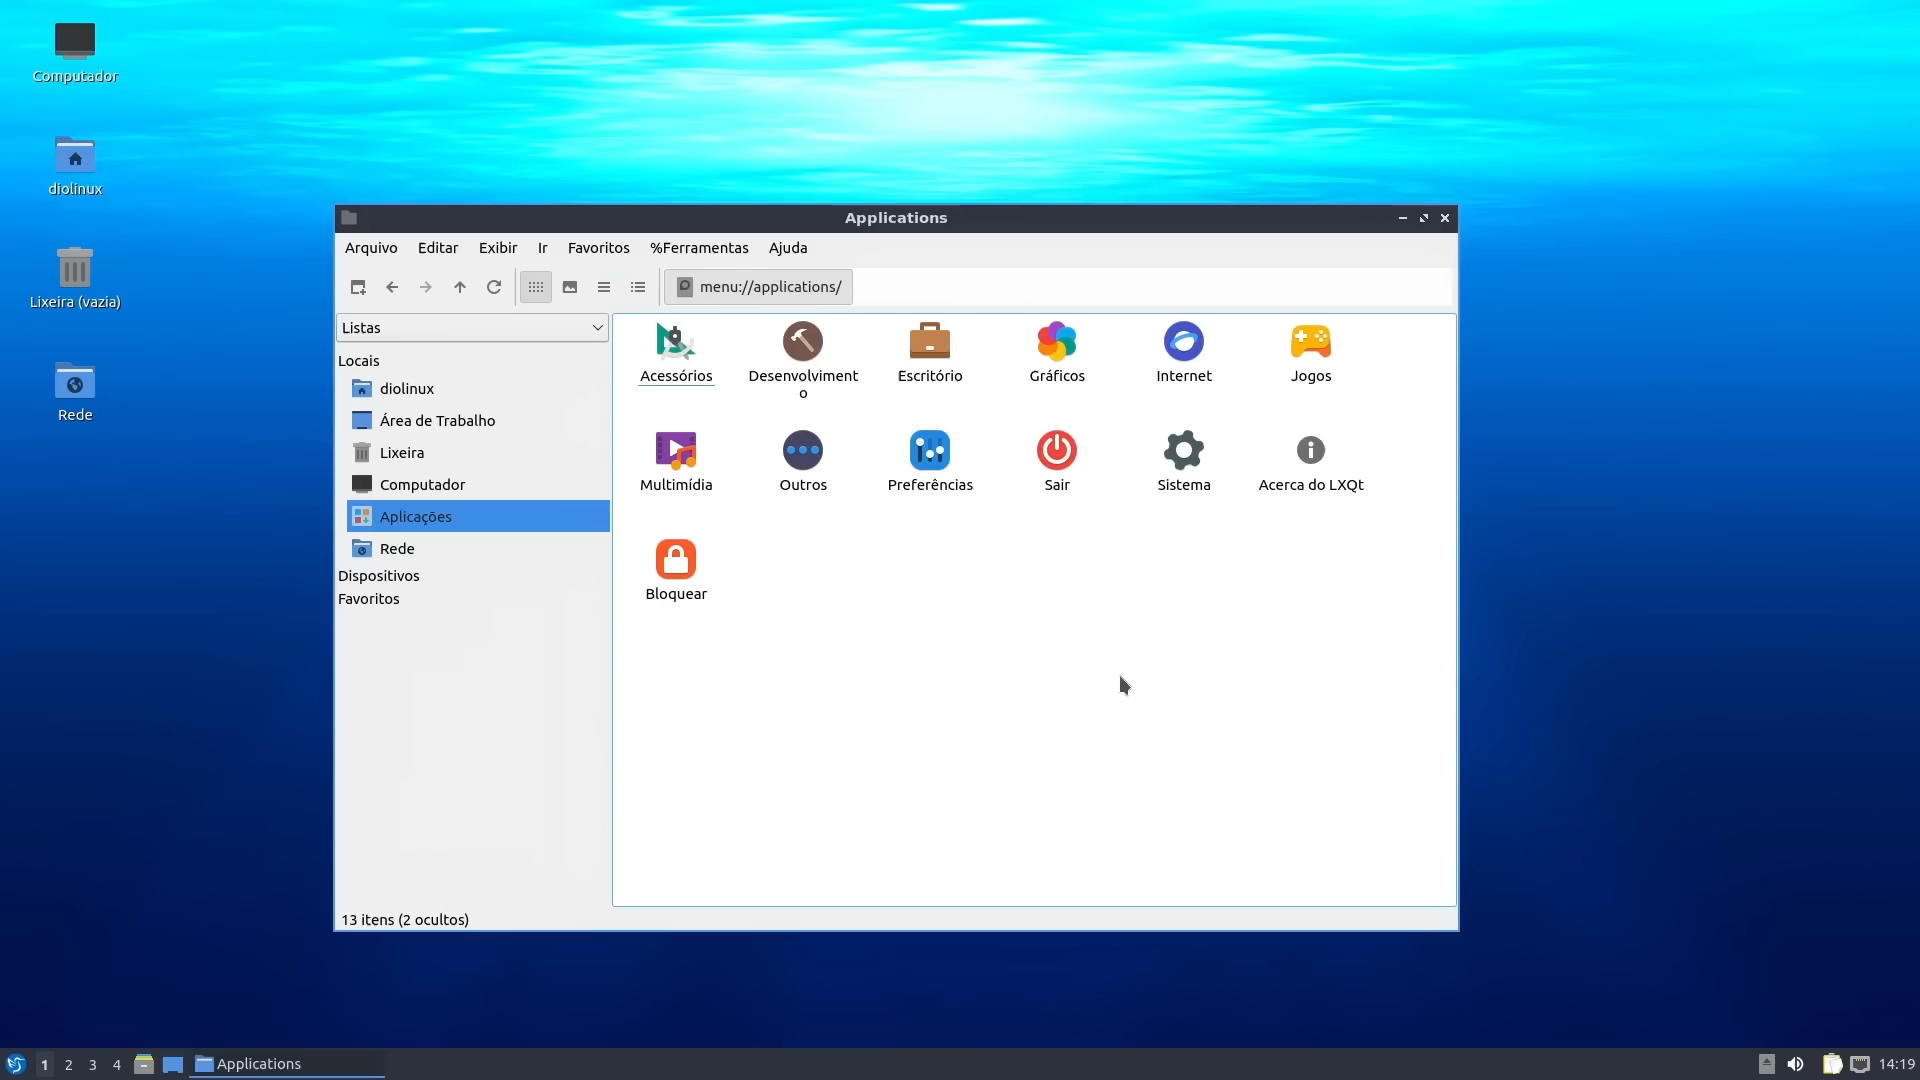 Computador
diolinux
Lixeira (vazia)
Rede
Applications
Arquivo Editar Exibir Ir Favoritos %Ferramentas Ajuda
menu://applications/
Listas
Locais
diolinux
Área de Trabalho
Lixeira
Computador
Aplicações
Rede
Dispositivos
Favoritos
Acessórios Desenvolviment
o Escritório Gráficos Internet Jogos
Multimídia Outros Preferências Sair Sistema Acerca do LXQt
Bloquear
13 itens (2 ocultos)
1 2 3 4 Applications 14:19